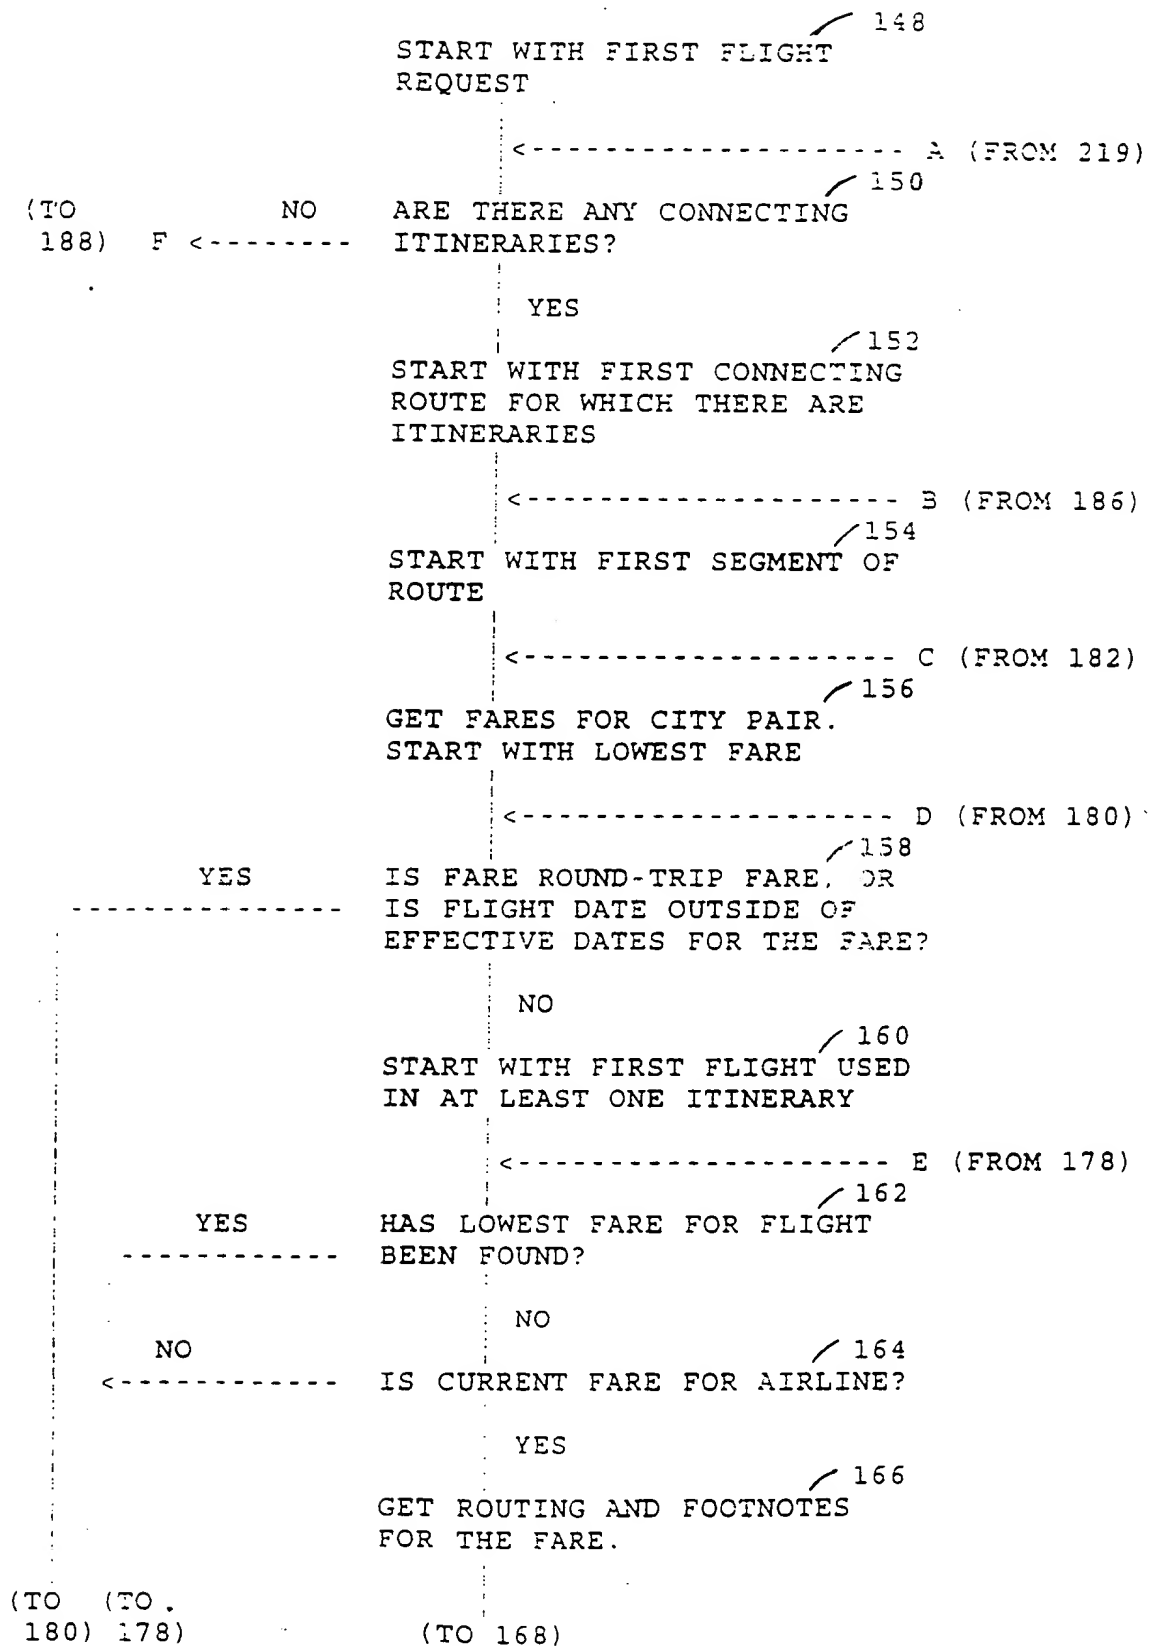 148
START WITH FIRST FLIGHT
REQUEST
<-------------------- A (FROM 219)
150
(TO NO ARE THERE ANY CONNECTING
188) F <-------- ITINERARIES?
YES
152
START WITH FIRST CONNECTING
ROUTE FOR WHICH THERE ARE
ITINERARIES
<-------------------- B (FROM 186)
154
START WITH FIRST SEGMENT OF
ROUTE
<-------------------- C (FROM 182)
156
GET FARES FOR CITY PAIR.
START WITH LOWEST FARE
<-------------------- D (FROM 180)
158
YES IS FARE ROUND-TRIP FARE, OR
---------------- IS FLIGHT DATE OUTSIDE OF
EFFECTIVE DATES FOR THE FARE?
NO
160
START WITH FIRST FLIGHT USED
IN AT LEAST ONE ITINERARY
<-------------------- E (FROM 178)
162
YES HAS LOWEST FARE FOR FLIGHT
------------ BEEN FOUND?
NO
NO 164
<------------ IS CURRENT FARE FOR AIRLINE?
YES
166
GET ROUTING AND FOOTNOTES
FOR THE FARE.
(TO (TO
180) 178) (TO 168)